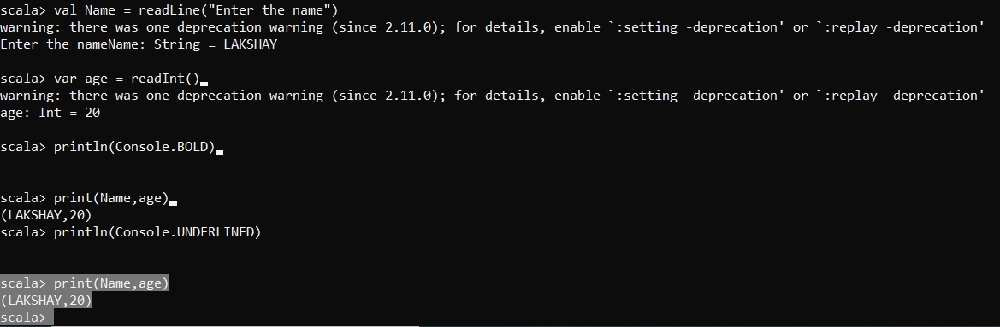 scala> val Name = readLine("Enter the name")
warning: there was one deprecation warning (since 2.11.0); for details, enable `:setting -deprecation' or `:replay -deprecation'
Enter the nameName: String = LAKSHAY
scala> var age = readInt()
warning: there was one deprecation warning (since 2.11.0); for details, enable `:setting -deprecation' or `:replay -deprecation'
age: Int = 20
scala> println(Console.BOLD)
scala> print(Name,age)
(LAKSHAY,20)
scala> println(Console.UNDERLINED)
scala> print(Name,age)
(LAKSHAY,20)
scala>